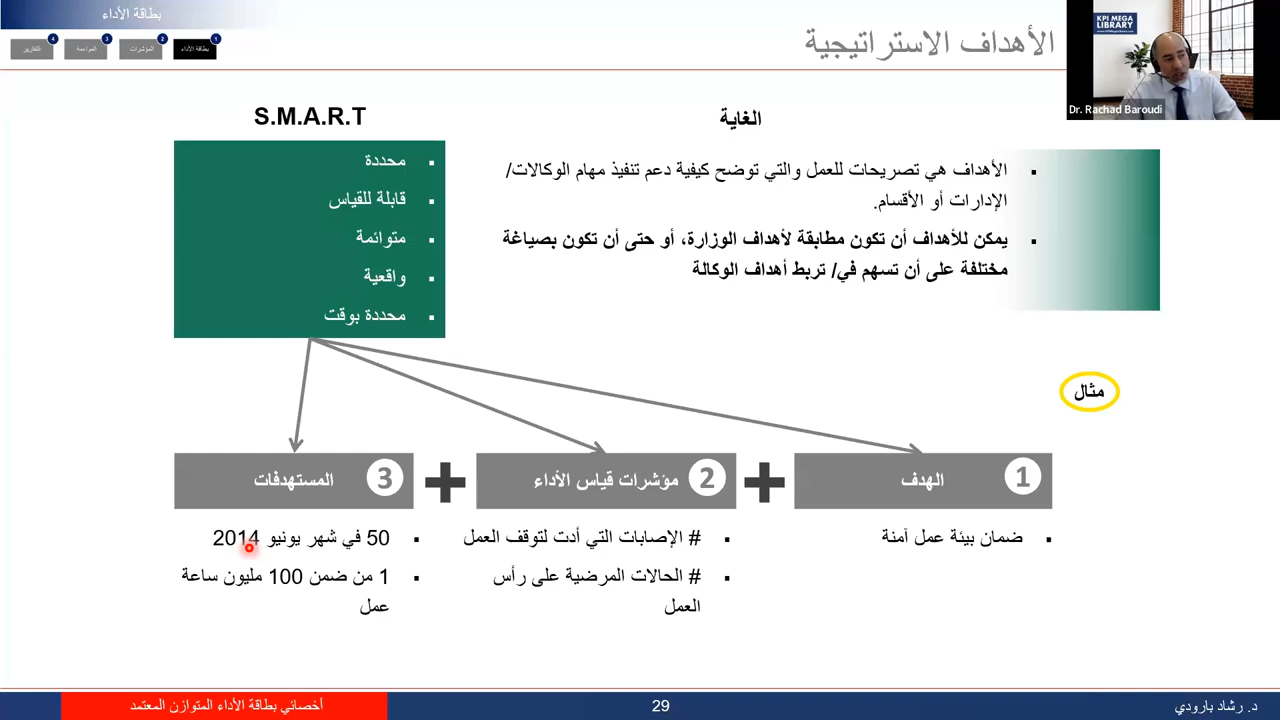 بطاقة الأداء
1
بطاقة الأداء
2
المؤشرات
3
المواءمة
4
التقارير
الأهداف الاستراتيجية
KPI MEGA
LIBRARY
Dr. Rachad Baroudi
الغاية
الأهداف هي تصريحات للعمل والتي توضح كيفية دعم تنفيذ مهام الوكالات/
الإدارات أو الأقسام.
يمكن للأهداف أن تكون مطابقة لأهداف الوزارة، أو حتى أن تكون بصياغة
مختلفة على أن تسهم في/ تربط أهداف الوكالة
S.M.A.R.T
محددة
قابلة للقياس
متوائمة
واقعية
محددة بوقت
مثال
1 الهدف
ضمان بيئة عمل آمنة
2 مؤشرات قياس الأداء
# الإصابات التي أدت لتوقف العمل
# الحالات المرضية على رأس
العمل
3 المستهدفات
50 في شهر يونيو 2014
1 من ضمن 100 مليون ساعة
عمل
د. رشاد بارودي
29
أخصائي بطاقة الأداء المتوازن المعتمد